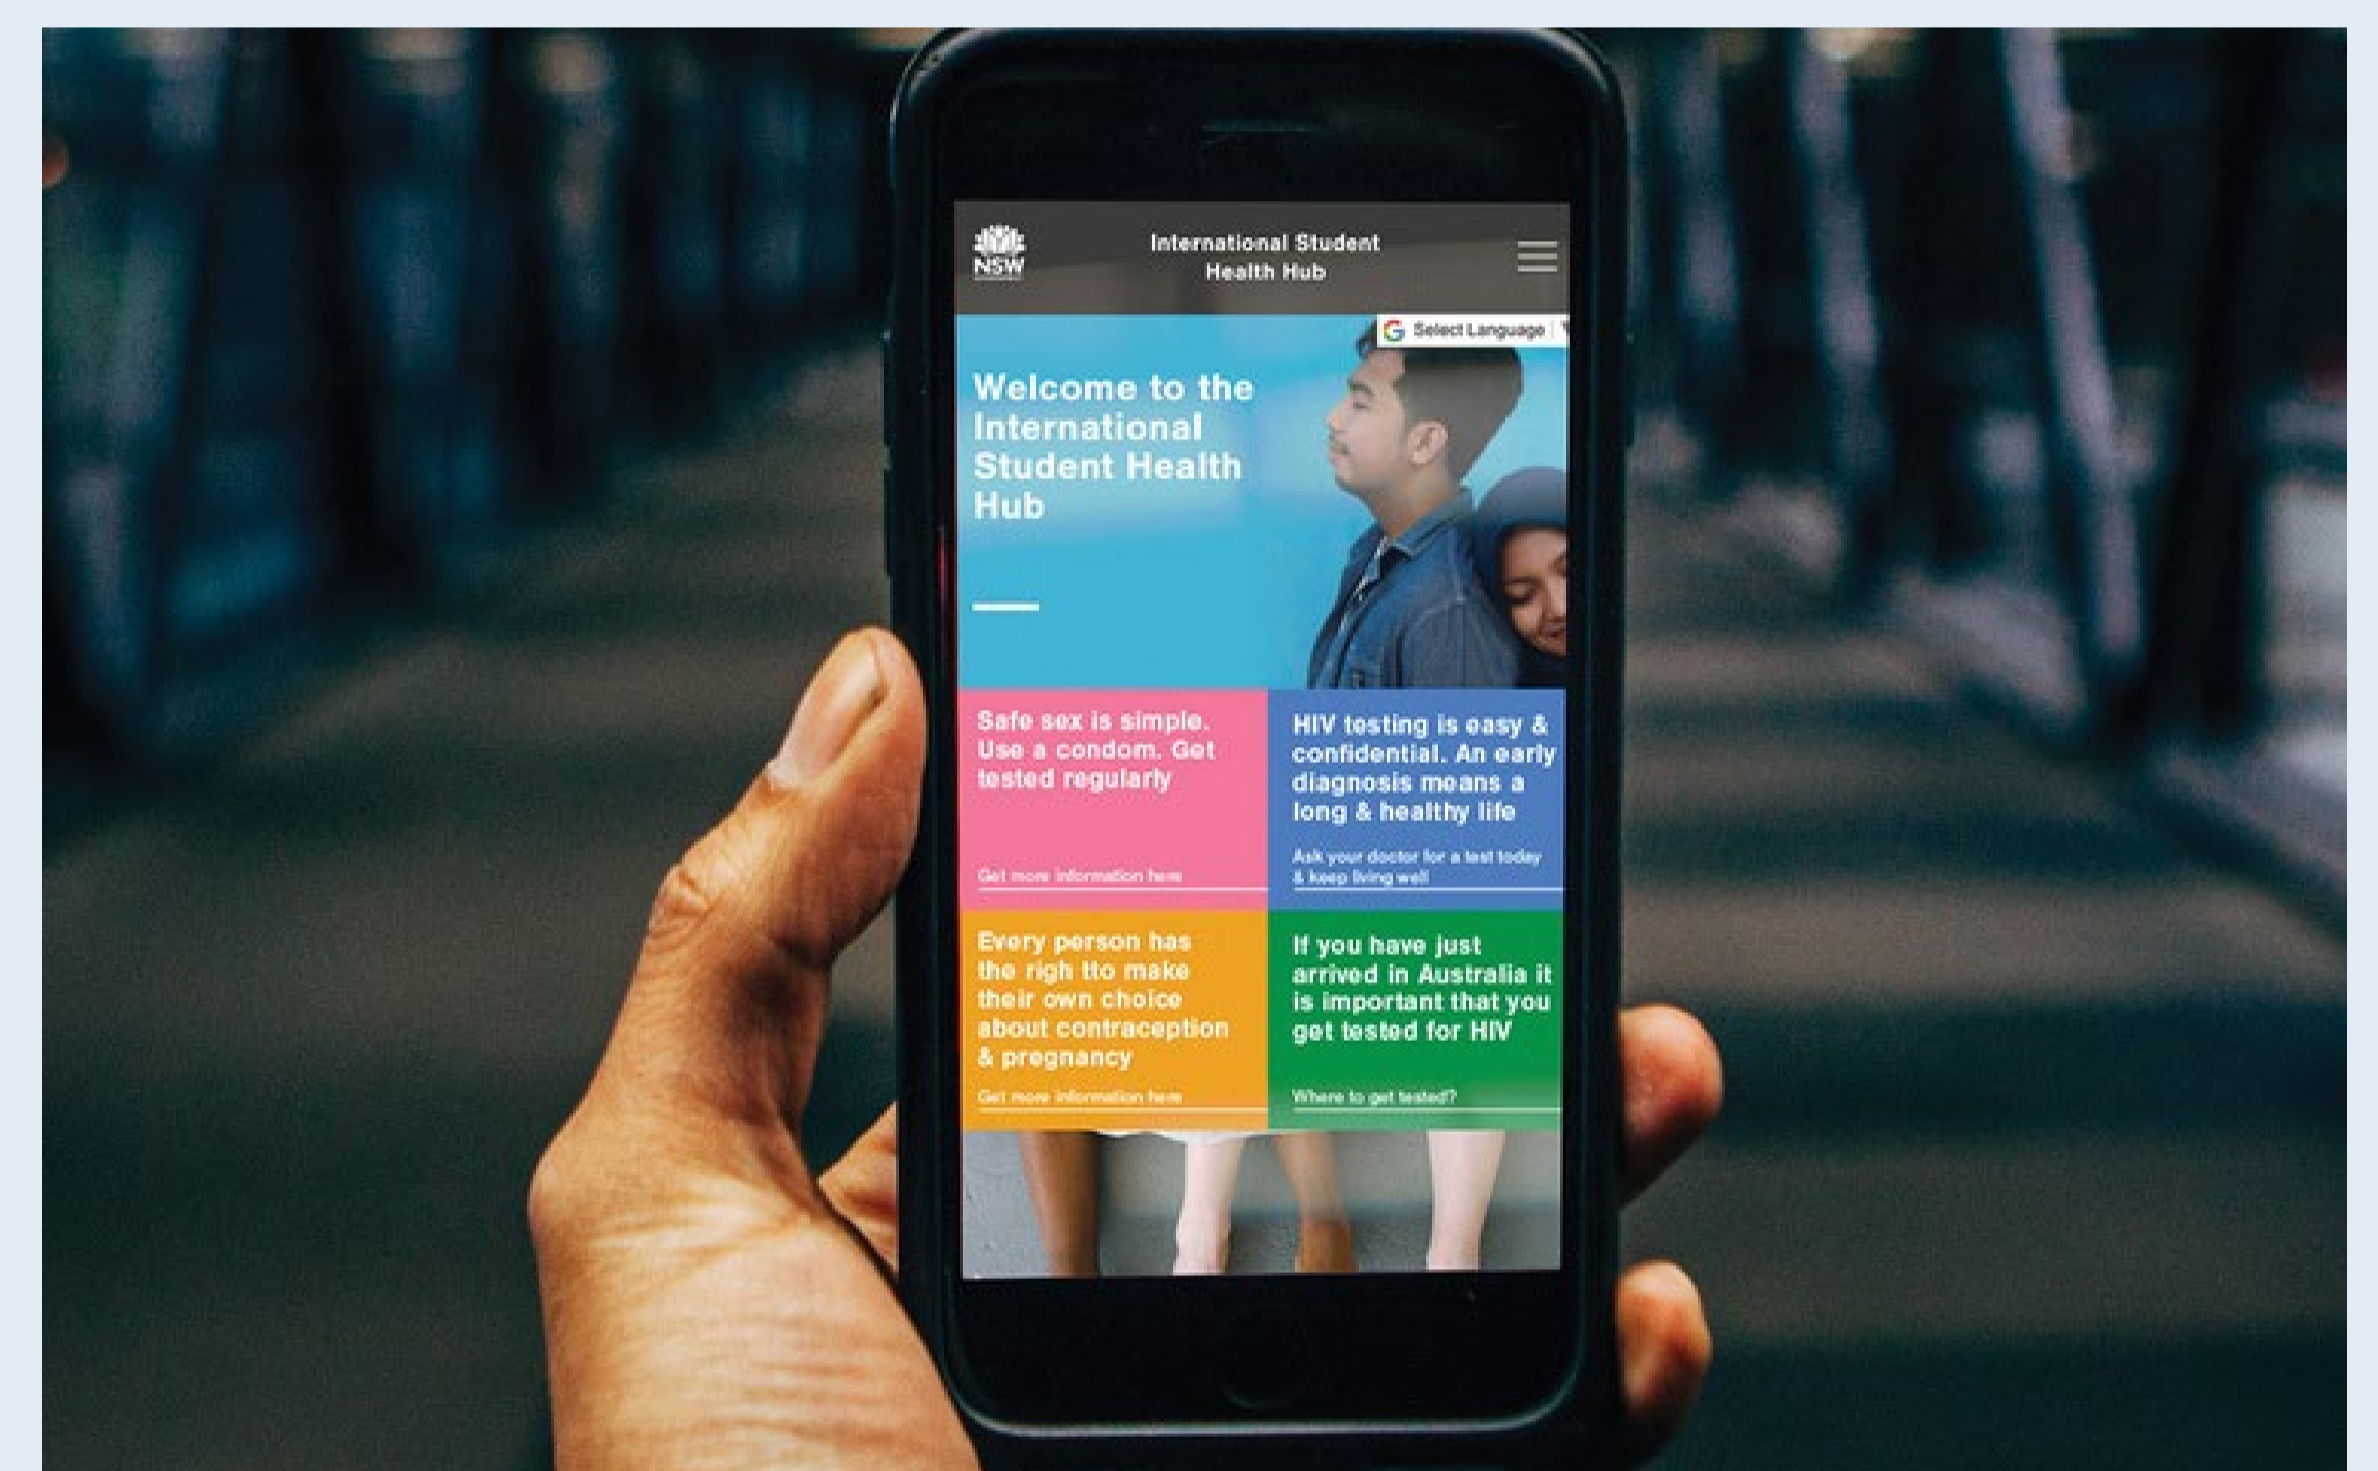 NSW
International Student
Health Hub
Select Language
Welcome to the
International
Student Health
Hub
Safe sex is simple.
Use a condom. Get
tested regularly
Get more information here
HIV testing is easy &
confidential. An early
diagnosis means a
long & healthy life
Ask your doctor for a test today
& keep living well
Every person has
the righ tto make
their own choice
about contraception
& pregnancy
Get more information here
If you have just
arrived in Australia it
is important that you
get tested for HIV
Where to get tested?